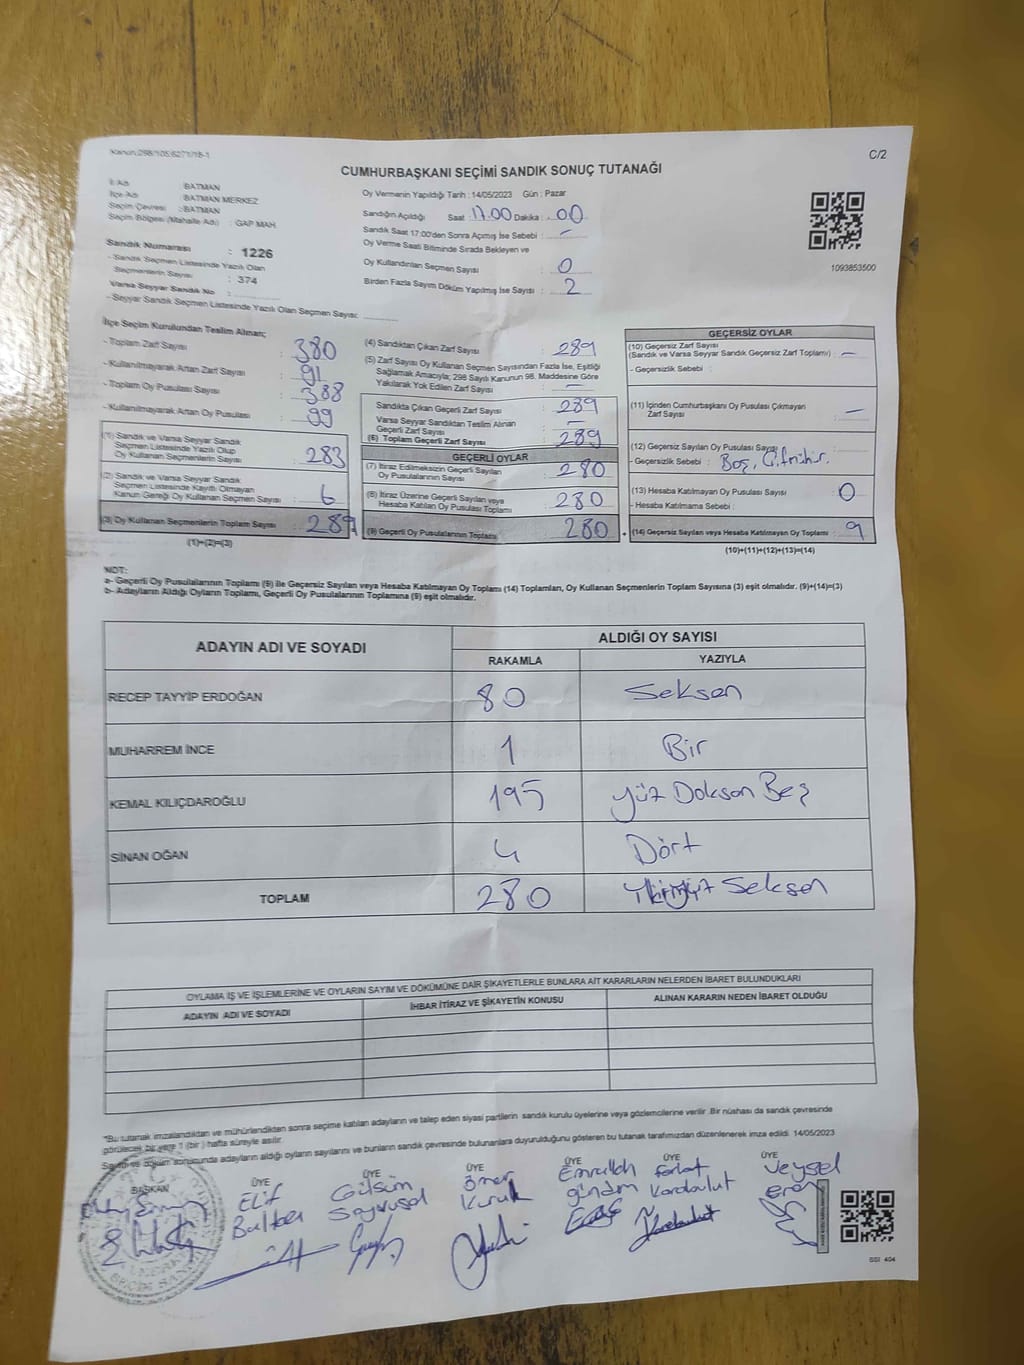 Kanun:298/105;6271/18-1
C/2
CUMHURBAŞKANI SEÇİMİ SANDIK SONUÇ TUTANAĞI
İl Adı : BATMAN
İlçe Adı : BATMAN MERKEZ
Seçim Çevresi : BATMAN
Seçim Bölgesi (Mahalle Adı) : GAP MAH
Sandık Numarası : 1226
- Sandık Seçmen Listesinde Yazılı Olan
Seçmenlerin Sayısı : 374
Varsa Seyyar Sandık No :
- Seyyar Sandık Seçmen Listesinde Yazılı Olan Seçmen Sayısı:
Oy Vermenin Yapıldığı Tarih : 14/05/2023 Gün : Pazar
Sandığın Açıldığı Saat 17.00 Dakika : 00
Sandık Saat 17:00'den Sonra Açımış İse Sebebi : -
Oy Verme Saati Bitiminde Sırada Bekleyen ve
Oy Kullandırılan Seçmen Sayısı : 0
Birden Fazla Sayım Döküm Yapılmış İse Sayısı : 2
1093853500
İlçe Seçim Kurulundan Teslim Alınan;
- Toplam Zarf Sayısı : 380
- Kullanılmayarak Artan Zarf Sayısı : 91
- Toplam Oy Pusulası Sayısı : 388
- Kullanılmayarak Artan Oy Pusulası : 99
(1) Sandık ve Varsa Seyyar Sandık
Seçmen Listesinde Yazılı Olup
Oy Kullanan Seçmenlerin Sayısı : 283
(2) Sandık ve Varsa Seyyar Sandık
Seçmen Listesinde Kayıtlı Olmayan
Kanun Gereği Oy Kullanan Seçmen Sayısı : 6
(3) Oy Kullanan Seçmenlerin Toplam Sayısı : 289
(1)+(2)=(3)
(4) Sandıktan Çıkan Zarf Sayısı : 289
(5) Zarf Sayısı Oy Kullanan Seçmen Sayısından Fazla İse, Eşitliği
Sağlamak Amacıyla; 298 Sayılı Kanunun 98. Maddesine Göre
Yakılarak Yok Edilen Zarf Sayısı : -
Sandıkta Çıkan Geçerli Zarf Sayısı : 289
Varsa Seyyar Sandıktan Teslim Alınan
Geçerli Zarf Sayısı : -
(6) Toplam Geçerli Zarf Sayısı : 289
GEÇERLİ OYLAR
(7) İtiraz Edilmeksizin Geçerli Sayılan
Oy Pusulalarının Sayısı : 280
(8) İtiraz Üzerine Geçerli Sayılan veya
Hesaba Katılan Oy Pusulası Toplamı : 280
(9) Geçerli Oy Pusulalarının Toplamı : 280
GEÇERSİZ OYLAR
(10) Geçersiz Zarf Sayısı
(Sandık ve Varsa Seyyar Sandık Geçersiz Zarf Toplamı) : -
- Geçersizlik Sebebi :
(11) İçinden Cumhurbaşkanı Oy Pusulası Çıkmayan
Zarf Sayısı : -
(12) Geçersiz Sayılan Oy Pusulası Sayısı
- Geçersizlik Sebebi : Boş, Çiftmühür.
(13) Hesaba Katılmayan Oy Pusulası Sayısı : 0
- Hesaba Katılmama Sebebi :
(14) Geçersiz Sayılan veya Hesaba Katılmayan Oy Toplamı : 9
(10)+(11)+(12)+(13)=(14)
NOT:
a- Geçerli Oy Pusulalarının Toplamı (9) ile Geçersiz Sayılan veya Hesaba Katılmayan Oy Toplamı (14) Toplamları, Oy Kullanan Seçmenlerin Toplam Sayısına (3) eşit olmalıdır. (9)+(14)=(3)
b- Adayların Aldığı Oyların Toplamı, Geçerli Oy Pusulalarının Toplamına (9) eşit olmalıdır.
ADAYIN ADI VE SOYADI ALDIĞI OY SAYISI
RAKAMLA YAZIYLA
RECEP TAYYİP ERDOĞAN 80 Seksen
MUHARREM İNCE 1 Bir
KEMAL KILIÇDAROĞLU 195 Yüz Doksan Beş
SİNAN OĞAN 4 Dört
TOPLAM 280 İkiyüz Seksen
OYLAMA İŞ VE İŞLEMLERİNE VE OYLARIN SAYIM VE DÖKÜMÜNE DAİR ŞİKAYETLERLE BUNLARA AİT KARARLARIN NELERDEN İBARET BULUNDUKLARI
ADAYIN ADI VE SOYADI İHBAR İTİRAZ VE ŞİKAYETİN KONUSU ALINAN KARARIN NEDEN İBARET OLDUĞU
"Bu tutanak imzalandıktan ve mühürlendikten sonra seçime katılan adayların ve talep eden siyasi partilerin sandık kurulu üyelerine veya gözlemcilerine verilir. Bir nüshası da sandık çevresinde
görülecek bir yere 1 (bir ) hafta süreyle asılır.
Sayım ve döküm sonucunda adayların aldığı oyların sayılarını ve bunların sandık çevresinde bulunanlara duyurulduğunu gösteren bu tutanak tarafımızdan düzenlenerek imza edildi. 14/05/2023
BAŞKAN ÜYE ÜYE ÜYE ÜYE ÜYE
Elif Gülsüm Ömer Emrullah Ferhat Veysel
Baltacı Kuruk Karabulut eren
SSI 404